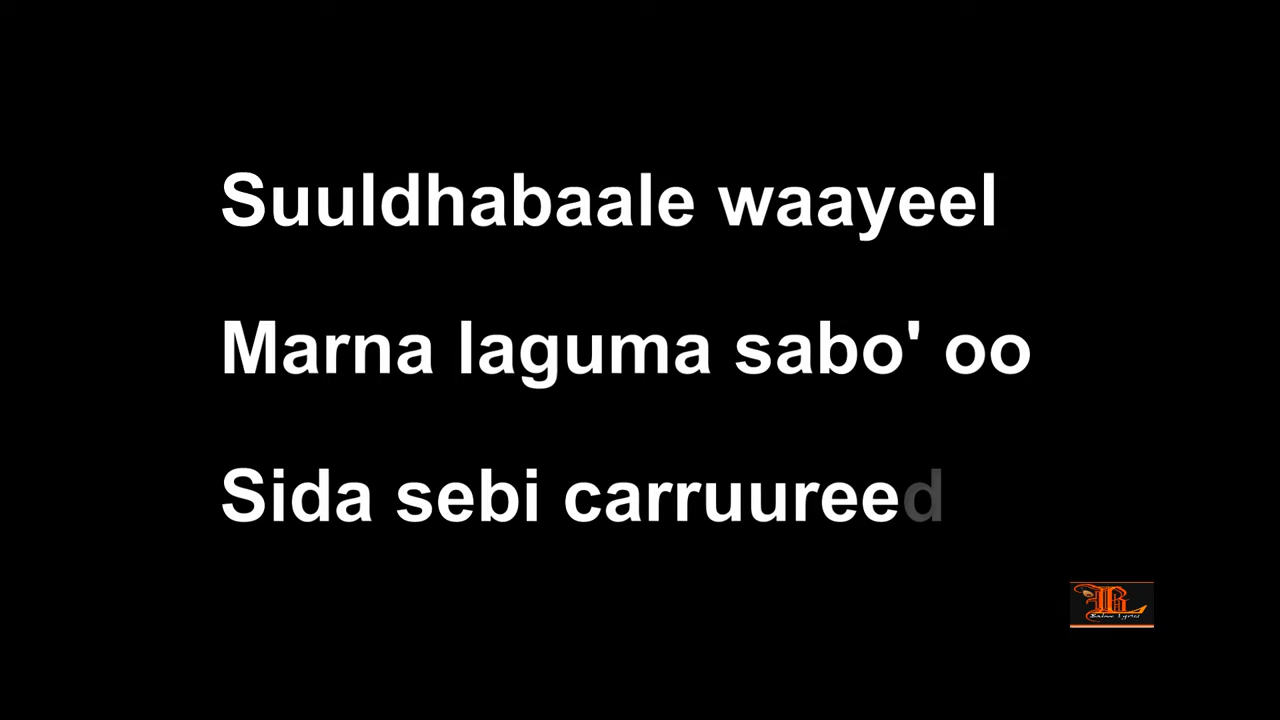 Suuldhabaale waayeel
Marna laguma sabo' oo
Sida sebi carruureed